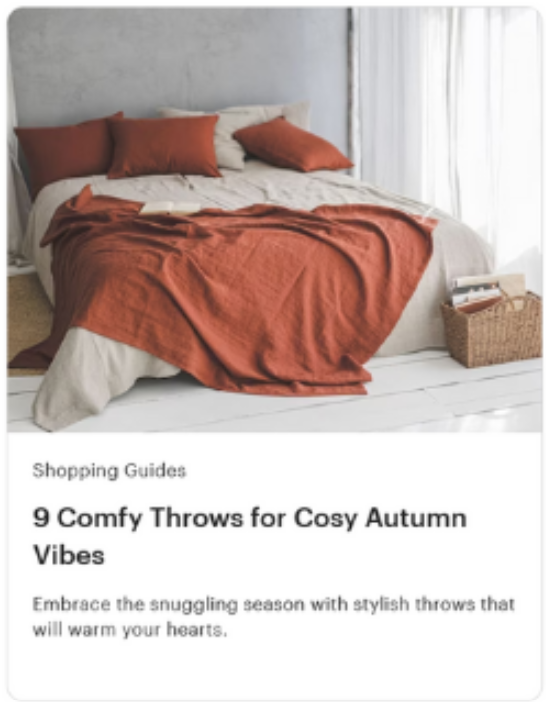 Shopping Guides
9 Comfy Throws for Cosy Autumn
Vibes
Embrace the snuggling season with stylish throws that
will warm your hearts.